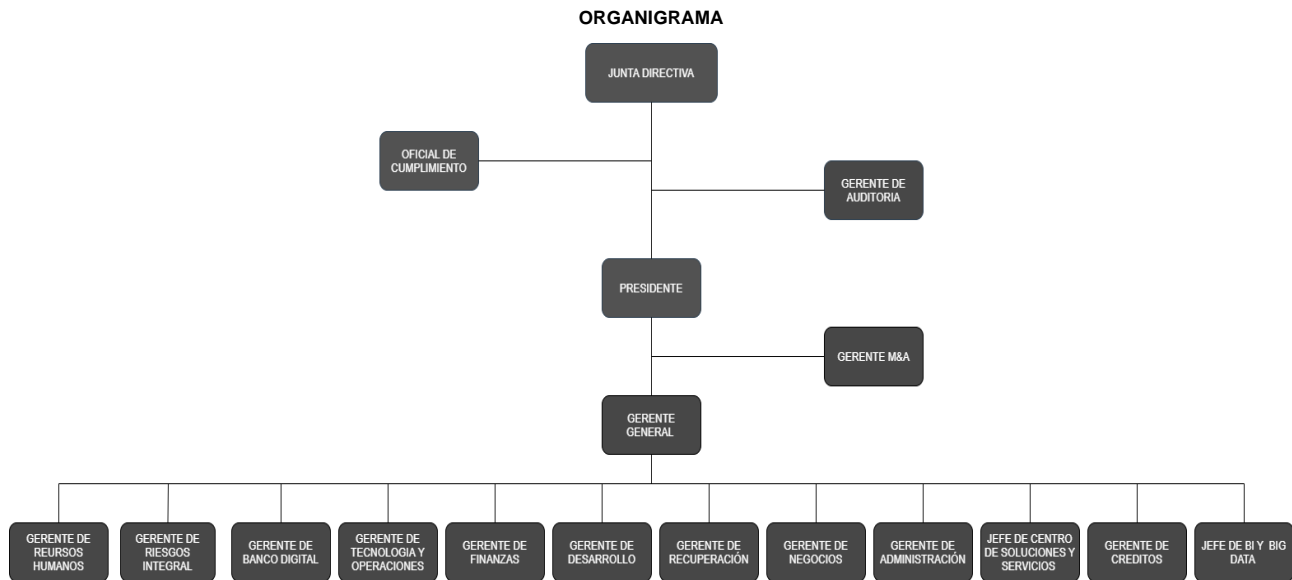 ORGANIGRAMA
JUNTA DIRECTIVA
OFICIAL DE
CUMPLIMIENTO
GERENTE DE
AUDITORIA
PRESIDENTE
GERENTE M&A
GERENTE
GENERAL
GERENTE DE
REURSOS
HUMANOS
GERENTE DE
RIESGOS
INTEGRAL
GERENTE DE
BANCO DIGITAL
GERENTE DE
TECNOLOGIA Y
OPERACIONES
GERENTE DE
FINANZAS
GERENTE DE
DESARROLLO
GERENTE DE
RECUPERACIÓN
GERENTE DE
NEGOCIOS
GERENTE DE
ADMINISTRACIÓN
JEFE DE CENTRO
DE SOLUCIONES Y
SERVICIOS
GERENTE DE
CREDITOS
JEFE DE BI Y BIG
DATA